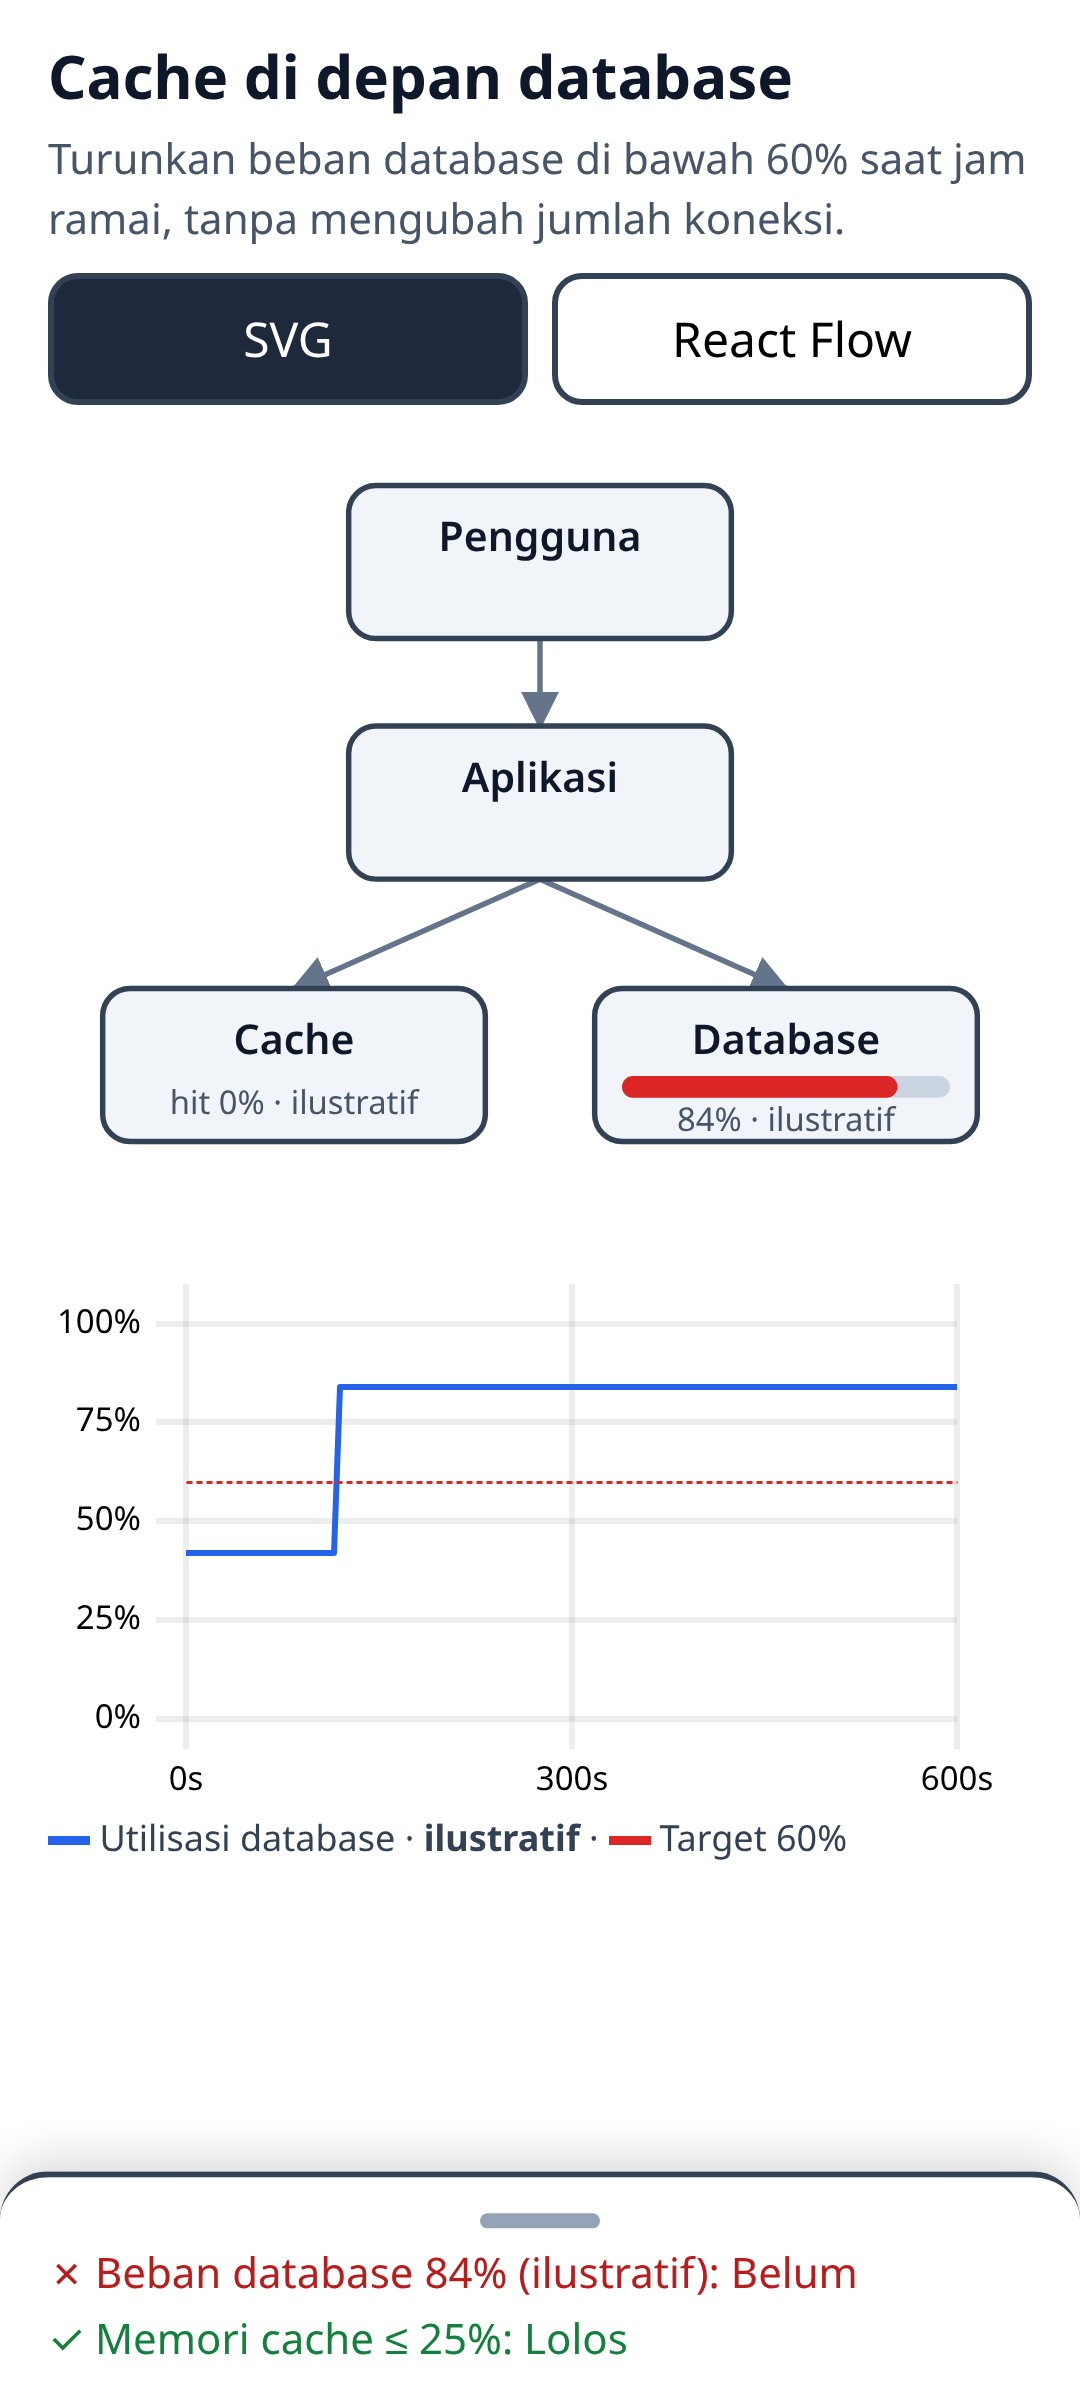 Cache di depan database
Turunkan beban database di bawah 60% saat jam
ramai, tanpa mengubah jumlah koneksi.
SVG
React Flow
Pengguna
Aplikasi
Cache
hit 0% · ilustratif
Database
84% · ilustratif
100%
75%
50%
25%
0%
0s
300s
600s
Utilisasi database · ilustratif · Target 60%
× Beban database 84% (ilustratif): Belum
✓ Memori cache ≤ 25%: Lolos